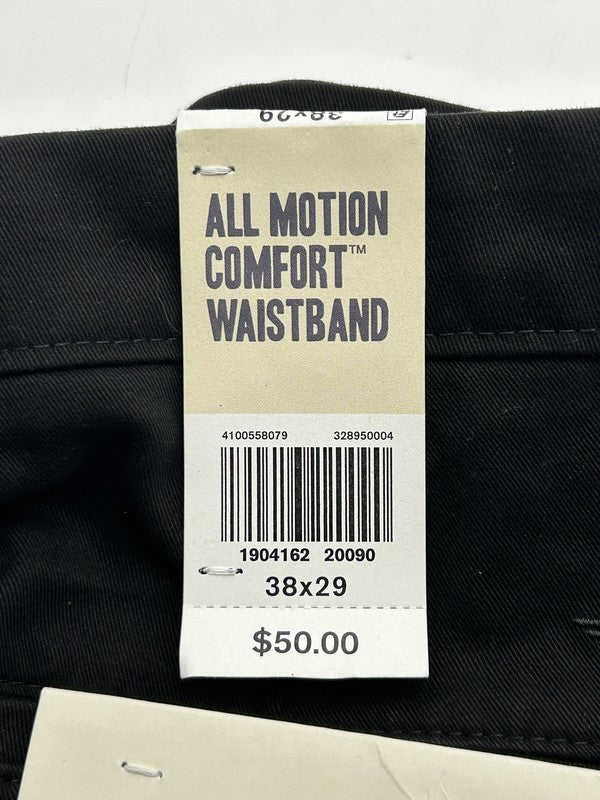 38x29
ALL MOTION
COMFORT™
WAISTBAND
4100558079 328950004
1904162 20090
38x29
$50.00